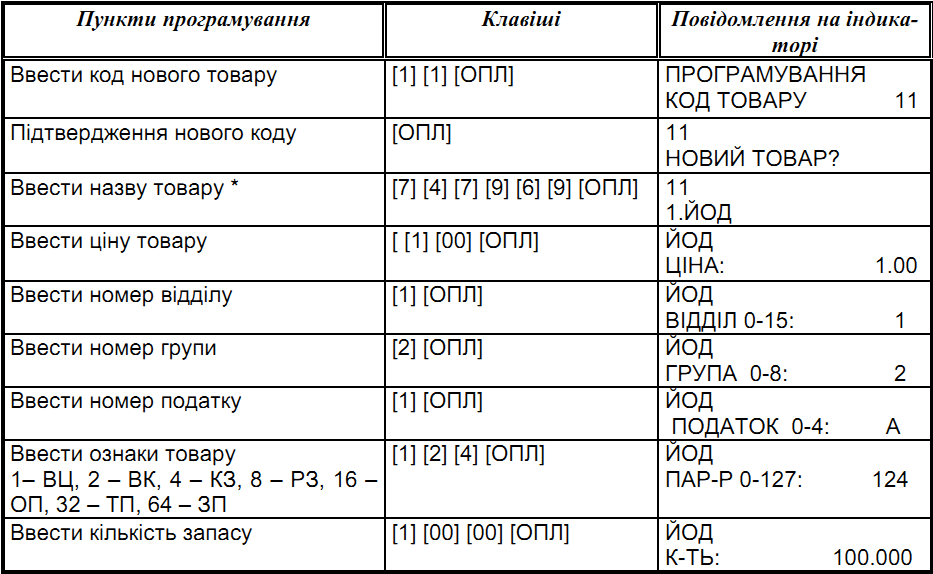 Пункти програмування Клавіші Повідомлення на індика-
торі
Ввести код нового товару [1] [1] [ОПЛ] ПРОГРАМУВАННЯ
КОД ТОВАРУ 11
Підтвердження нового коду [ОПЛ] 11
НОВИЙ ТОВАР?
Ввести назву товару * [7] [4] [7] [9] [6] [9] [ОПЛ] 11
1.ЙОД
Ввести ціну товару [ [1] [00] [ОПЛ] ЙОД
ЦІНА: 1.00
Ввести номер відділу [1] [ОПЛ] ЙОД
ВІДДІЛ 0-15: 1
Ввести номер групи [2] [ОПЛ] ЙОД
ГРУПА 0-8: 2
Ввести номер податку [1] [ОПЛ] ЙОД
ПОДАТОК 0-4: А
Ввести ознаки товару [1] [2] [4] [ОПЛ] ЙОД
1– ВЦ, 2 – ВК, 4 – КЗ, 8 – РЗ, 16 – ПАР-Р 0-127: 124
ОП, 32 – ТП, 64 – ЗП
Ввести кількість запасу [1] [00] [00] [ОПЛ] ЙОД
К-ТЬ: 100.000